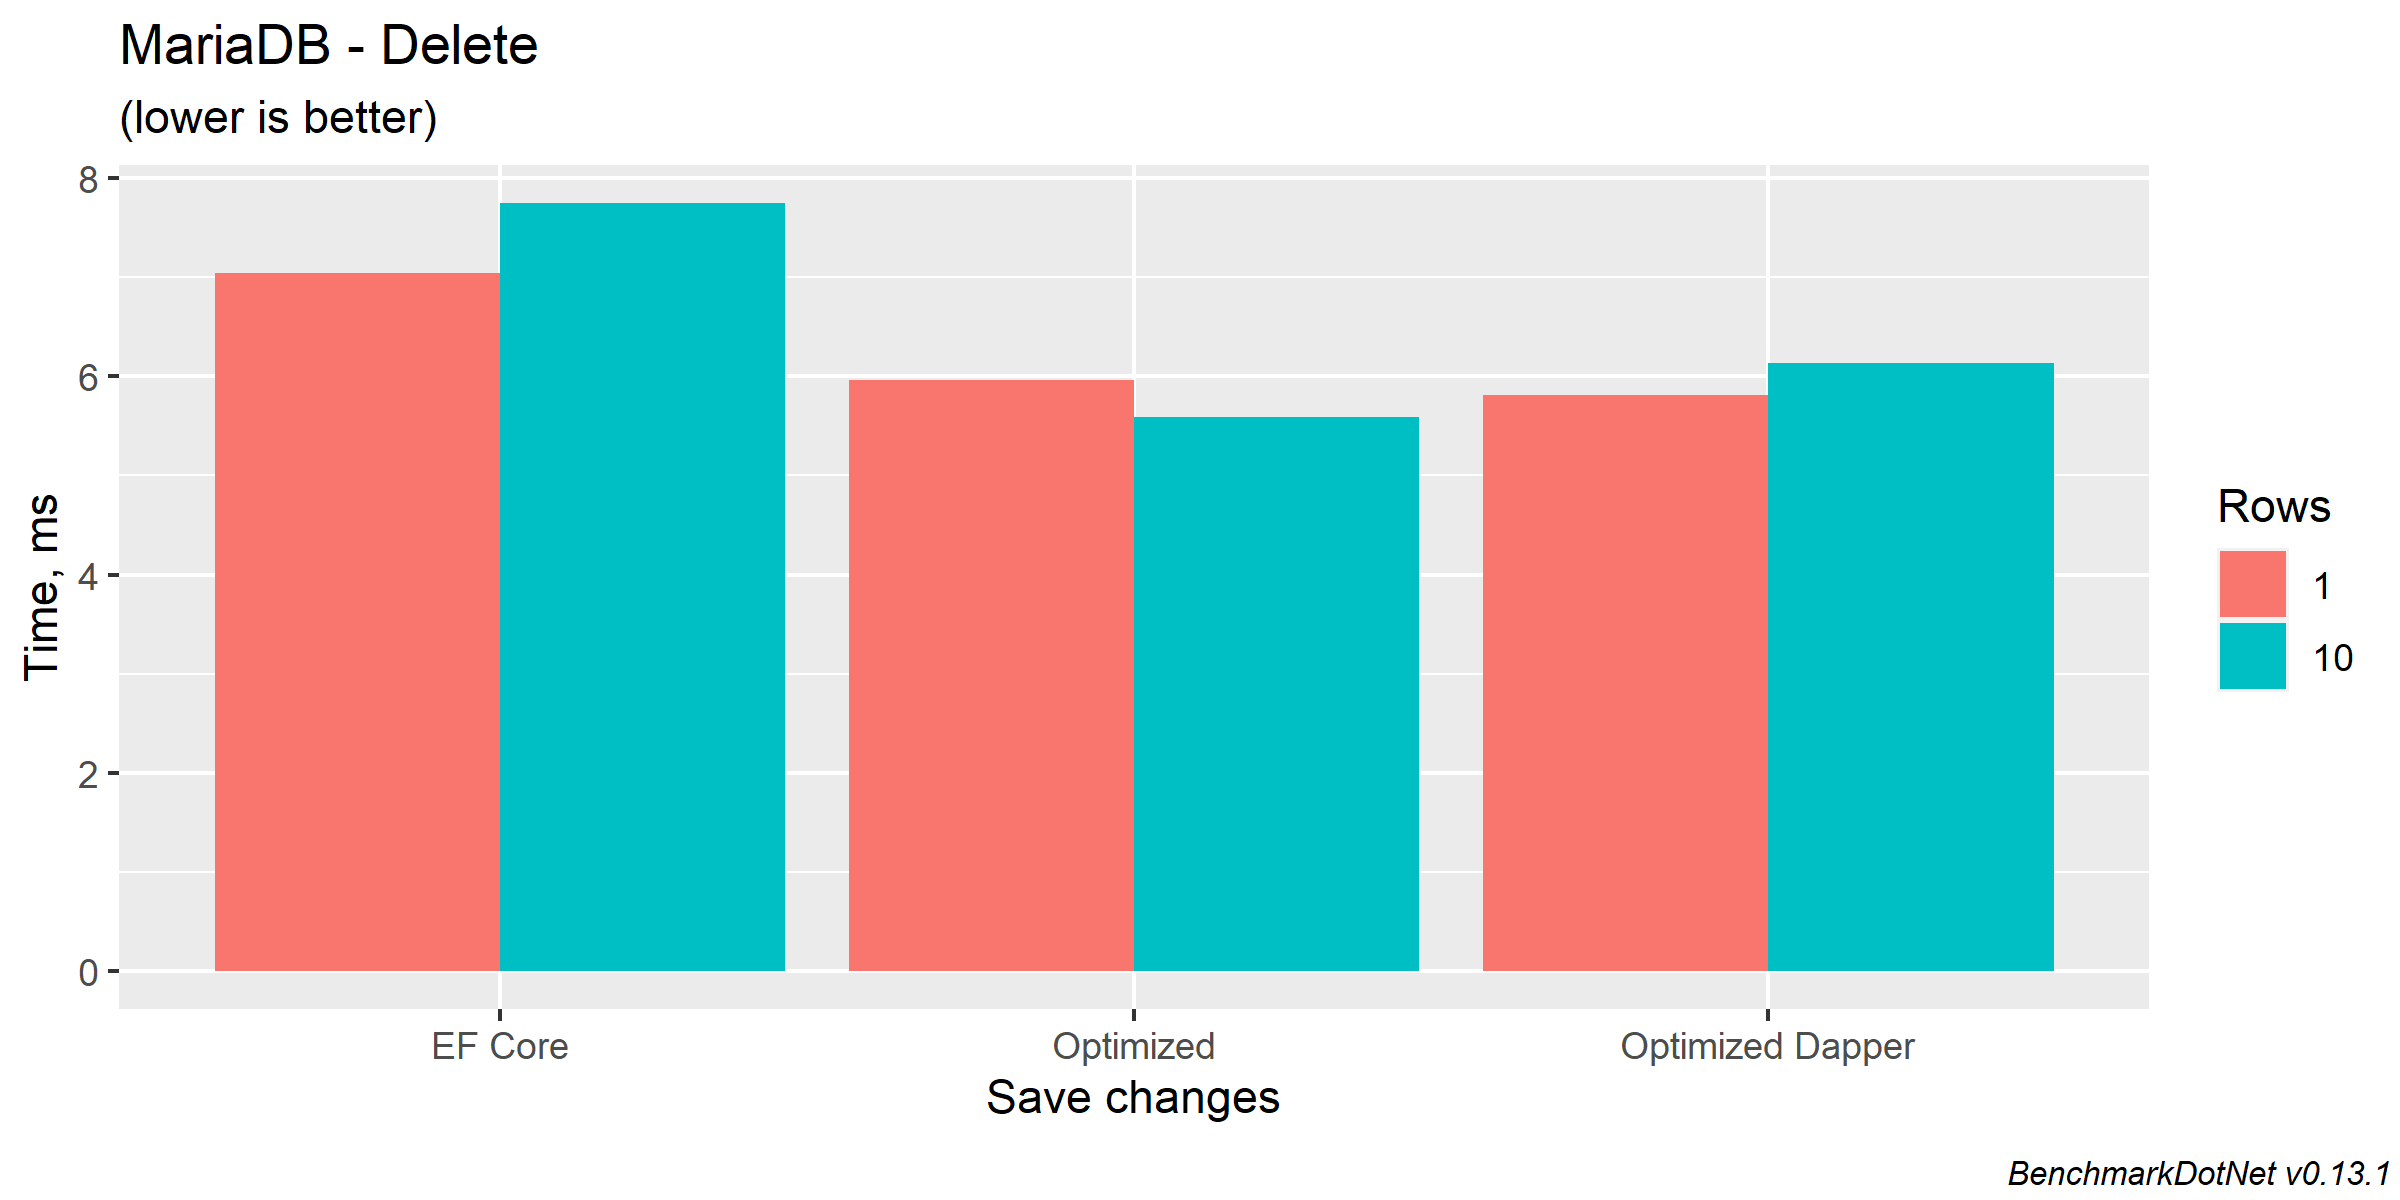 MariaDB - Delete
(lower is better)
8
6
4
2
0
Time, ms
EF Core
Optimized
Optimized Dapper
Save changes
Rows
1
10
BenchmarkDotNet v0.13.1